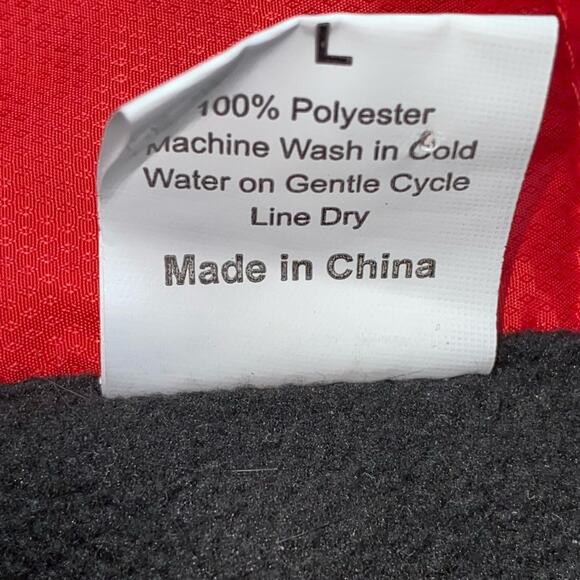 L
100% Polyester
Machine Wash in Cold
Water on Gentle Cycle
Line Dry
Made in China